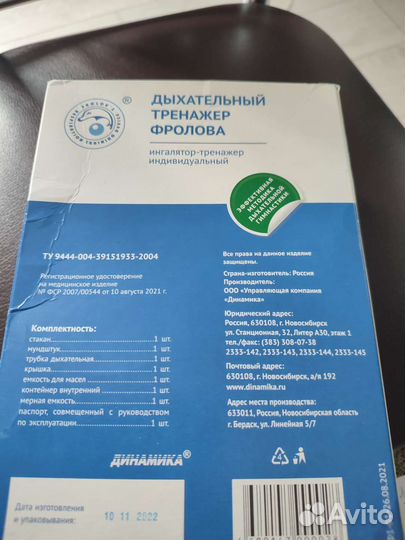 ДЫХАТЕЛЬНЫЙ
ТРЕНАЖЕР
ФРОЛОВА
ингалятор-тренажер
индивидуальный
®
ЭФФЕКТИВНАЯ
МЕТОДИКА
ДЫХАТЕЛЬНОЙ
ГИМНАСТИКИ
ТУ 9444-004-39151933-2004
Регистрационное удостоверение
на медицинское изделие
№ ФСР 2007/00544 от 10 августа 2021 г.
Комплектность:
стакан 1 шт.
мундштук 1 шт.
трубка дыхательная 1 шт.
крышка 1 шт.
емкость для масел 1 шт.
контейнер внутренний 1 шт.
мерная емкость 1 шт.
паспорт, совмещенный с руководством
по эксплуатации 1 шт.
ДИНАМИКА®
Дата изготовления
и упаковывания:
10 11 2022
Все права на данное изделие
защищены.
Страна-изготовитель: Россия
Производитель:
ООО «Управляющая компания
«Динамика»
Юридический адрес:
Россия, 630108, г. Новосибирск
ул. Станционная, 32, Литер А30, этаж 1
тел./факс: (383) 308-07-38
2333-142, 2333-143, 2333-144, 2333-145
Почтовый адрес:
630108, г. Новосибирск, а/я 192
www.dinamika.ru
Адрес места производства:
633011, Россия, Новосибирская область
г. Бердск, ул. Линейная 5/7
26.08.2021
Avito